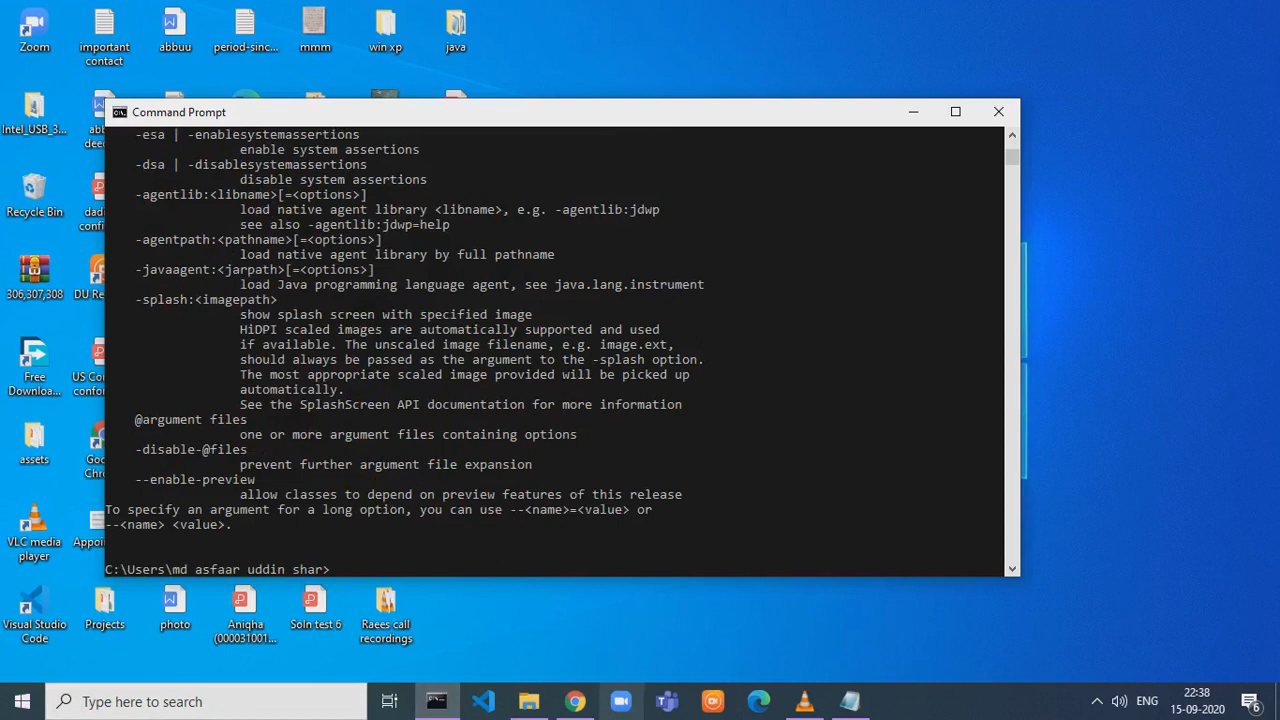 Zoom
important contact
abbuu
period-sinc...
mmm
win xp
java
Command Prompt
-esa | -enablesystemassertions
enable system assertions
-dsa | -disablesystemassertions
disable system assertions
-agentlib:<libname>[=<options>]
load native agent library <libname>, e.g. -agentlib:jdwp
see also -agentlib:jdwp=help
-agentpath:<pathname>[=<options>]
load native agent library by full pathname
-javaagent:<jarpath>[=<options>]
load Java programming language agent, see java.lang.instrument
-splash:<imagepath>
show splash screen with specified image
HiDPI scaled images are automatically supported and used
if available. The unscaled image filename, e.g. image.ext,
should always be passed as the argument to the -splash option.
The most appropriate scaled image provided will be picked up
automatically.
See the SplashScreen API documentation for more information
@argument files
one or more argument files containing options
-disable-@files
prevent further argument file expansion
--enable-preview
allow classes to depend on preview features of this release
To specify an argument for a long option, you can use --<name>=<value> or
--<name> <value>.
C:\Users\md asfaar uddin shar>
Intel_USB_3...
Recycle Bin
306,307,308
DU Re
Free
Downloa...
US Co
confor
assets
Goo
Chro
VLC media
player
Appoi
Visual Studio
Code
Projects
photo
Aniqha
(000031001...
Soln test 6
Raees call
recordings
Type here to search
ENG
22:38
15-09-2020
6